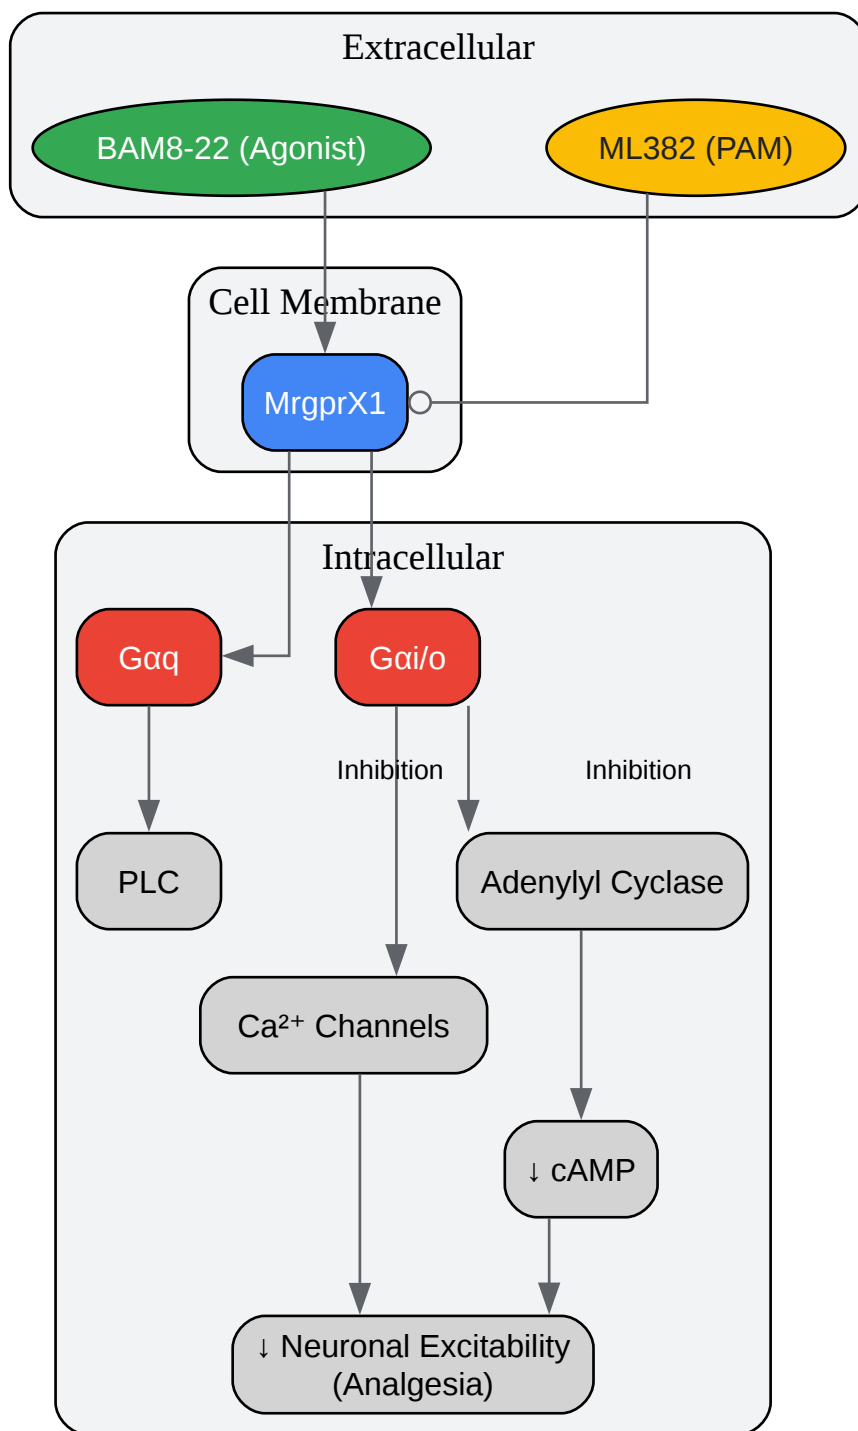 Extracellular
BAM8-22 (Agonist)
ML382 (PAM)
Cell Membrane
MrgprX1
Intracellular
Gαq
Gαi/o
Inhibition
Inhibition
PLC
Adenylyl Cyclase
Ca²⁺ Channels
↓ cAMP
↓ Neuronal Excitability
(Analgesia)